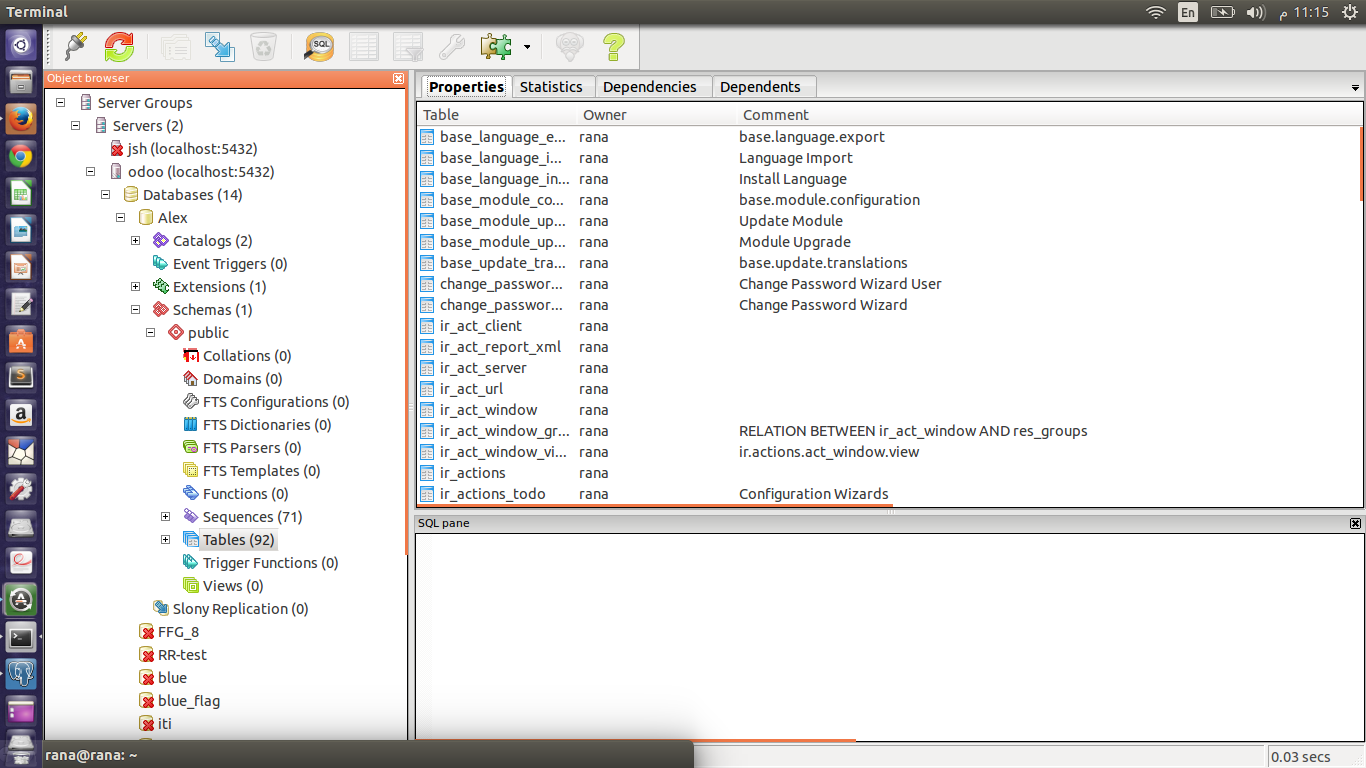 Terminal
En
م 11:15
SQL
Object browser
Server Groups
Servers (2)
jsh (localhost:5432)
odoo (localhost:5432)
Databases (14)
Alex
Catalogs (2)
Event Triggers (0)
Extensions (1)
Schemas (1)
public
Collations (0)
Domains (0)
FTS Configurations (0)
FTS Dictionaries (0)
FTS Parsers (0)
FTS Templates (0)
Functions (0)
Sequences (71)
Tables (92)
Trigger Functions (0)
Views (0)
Slony Replication (0)
FFG_8
RR-test
blue
blue_flag
iti
Properties Statistics Dependencies Dependents
Table Owner Comment
base_language_e... rana base.language.export
base_language_i... rana Language Import
base_language_in... rana Install Language
base_module_co... rana base.module.configuration
base_module_up... rana Update Module
base_module_up... rana Module Upgrade
base_update_tra... rana base.update.translations
change_passwor... rana Change Password Wizard User
change_passwor... rana Change Password Wizard
ir_act_client rana
ir_act_report_xml rana
ir_act_server rana
ir_act_url rana
ir_act_window rana
ir_act_window_gr... rana RELATION BETWEEN ir_act_window AND res_groups
ir_act_window_vi... rana ir.actions.act_window.view
ir_actions rana
ir_actions_todo rana Configuration Wizards
SQL pane
rana@rana: ~
0.03 secs